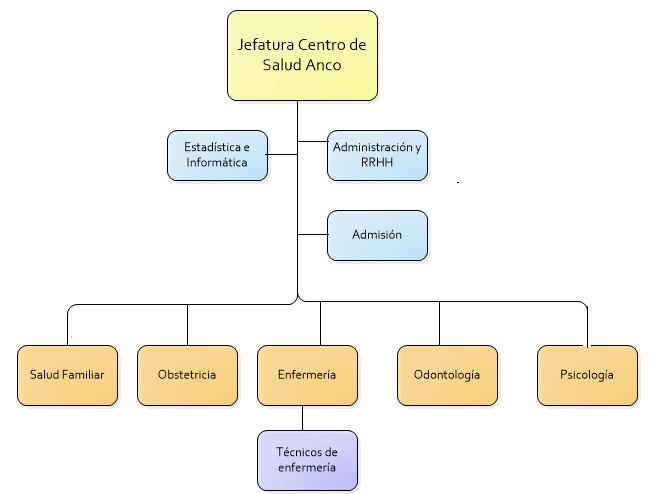 Jefatura Centro de
Salud Anco
Estadística e
Informática
Administración y
RRHH
Admisión
Salud Familiar
Obstetricia
Enfermería
Odontología
Psicología
Técnicos de
enfermería